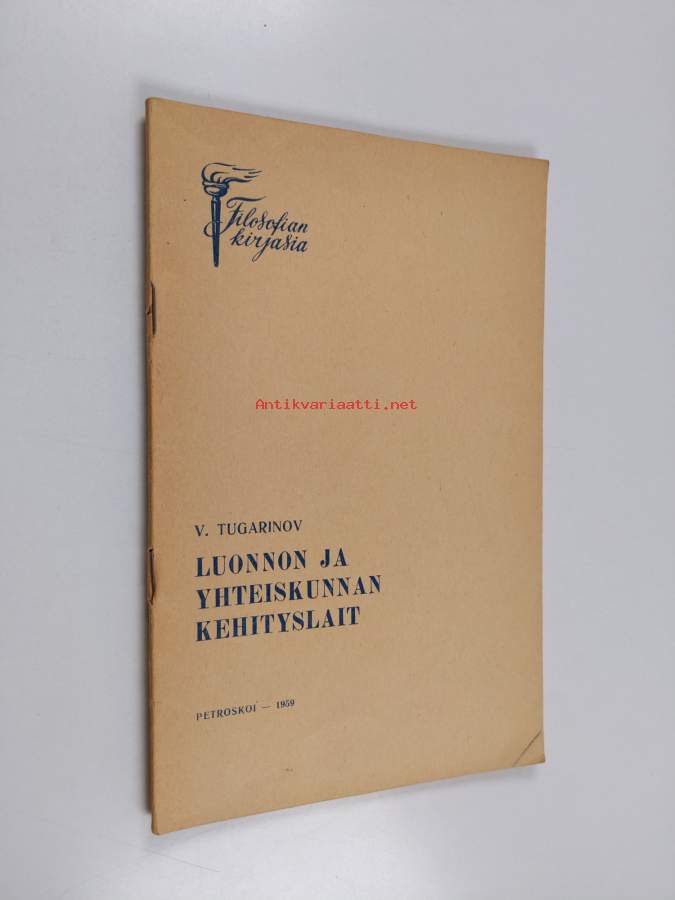 Filosofian
kirjasia
Antikvariaatti.net
V. TUGARINOV
LUONNON JA
YHTEISKUNNAN
KEHITYSLAIT
PETROSKOI — 1959